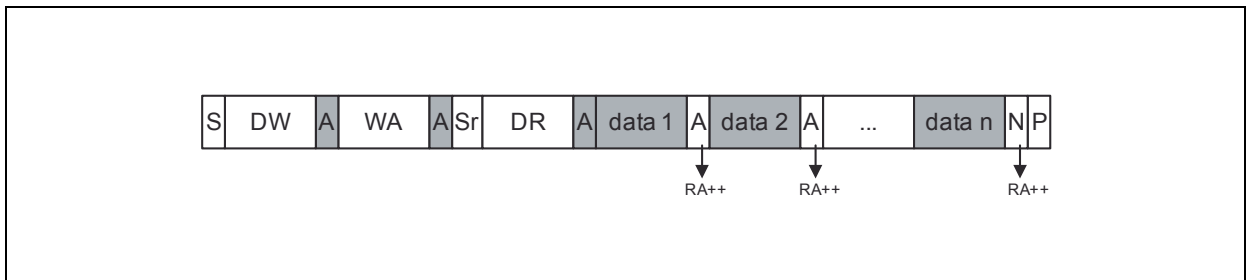 S DW A WA A Sr DR A data 1 A data 2 A ... data n N P
RA++ RA++ RA++